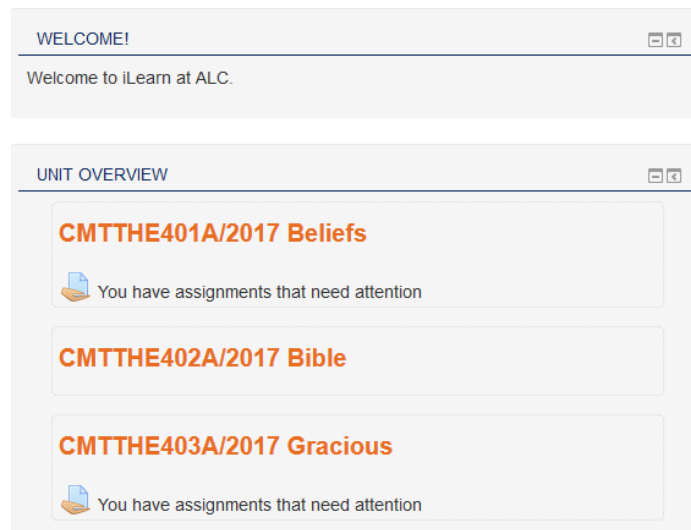 WELCOME!
Welcome to iLearn at ALC.
UNIT OVERVIEW
CMTTHE401A/2017 Beliefs
You have assignments that need attention
CMTTHE402A/2017 Bible
CMTTHE403A/2017 Gracious
You have assignments that need attention